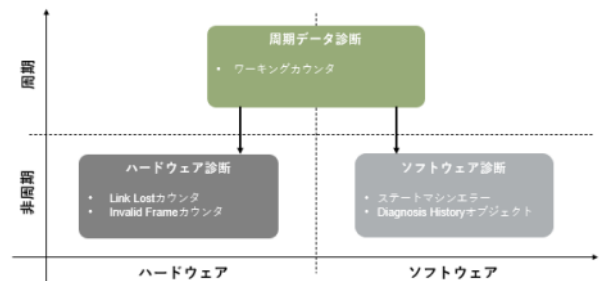 周期データ診断
• ワーキングカウンタ
周期
ハードウェア診断
• Link Lostカウンタ
• Invalid Frameカウンタ
ソフトウェア診断
• ステートマシンエラー
• Diagnosis Historyオブジェクト
非周期
ハードウェア
ソフトウェア